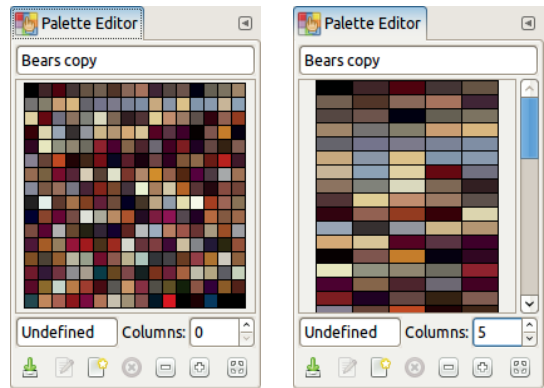 Palette Editor
Bears copy
Undefined Columns: 0
Palette Editor
Bears copy
Undefined Columns: 5